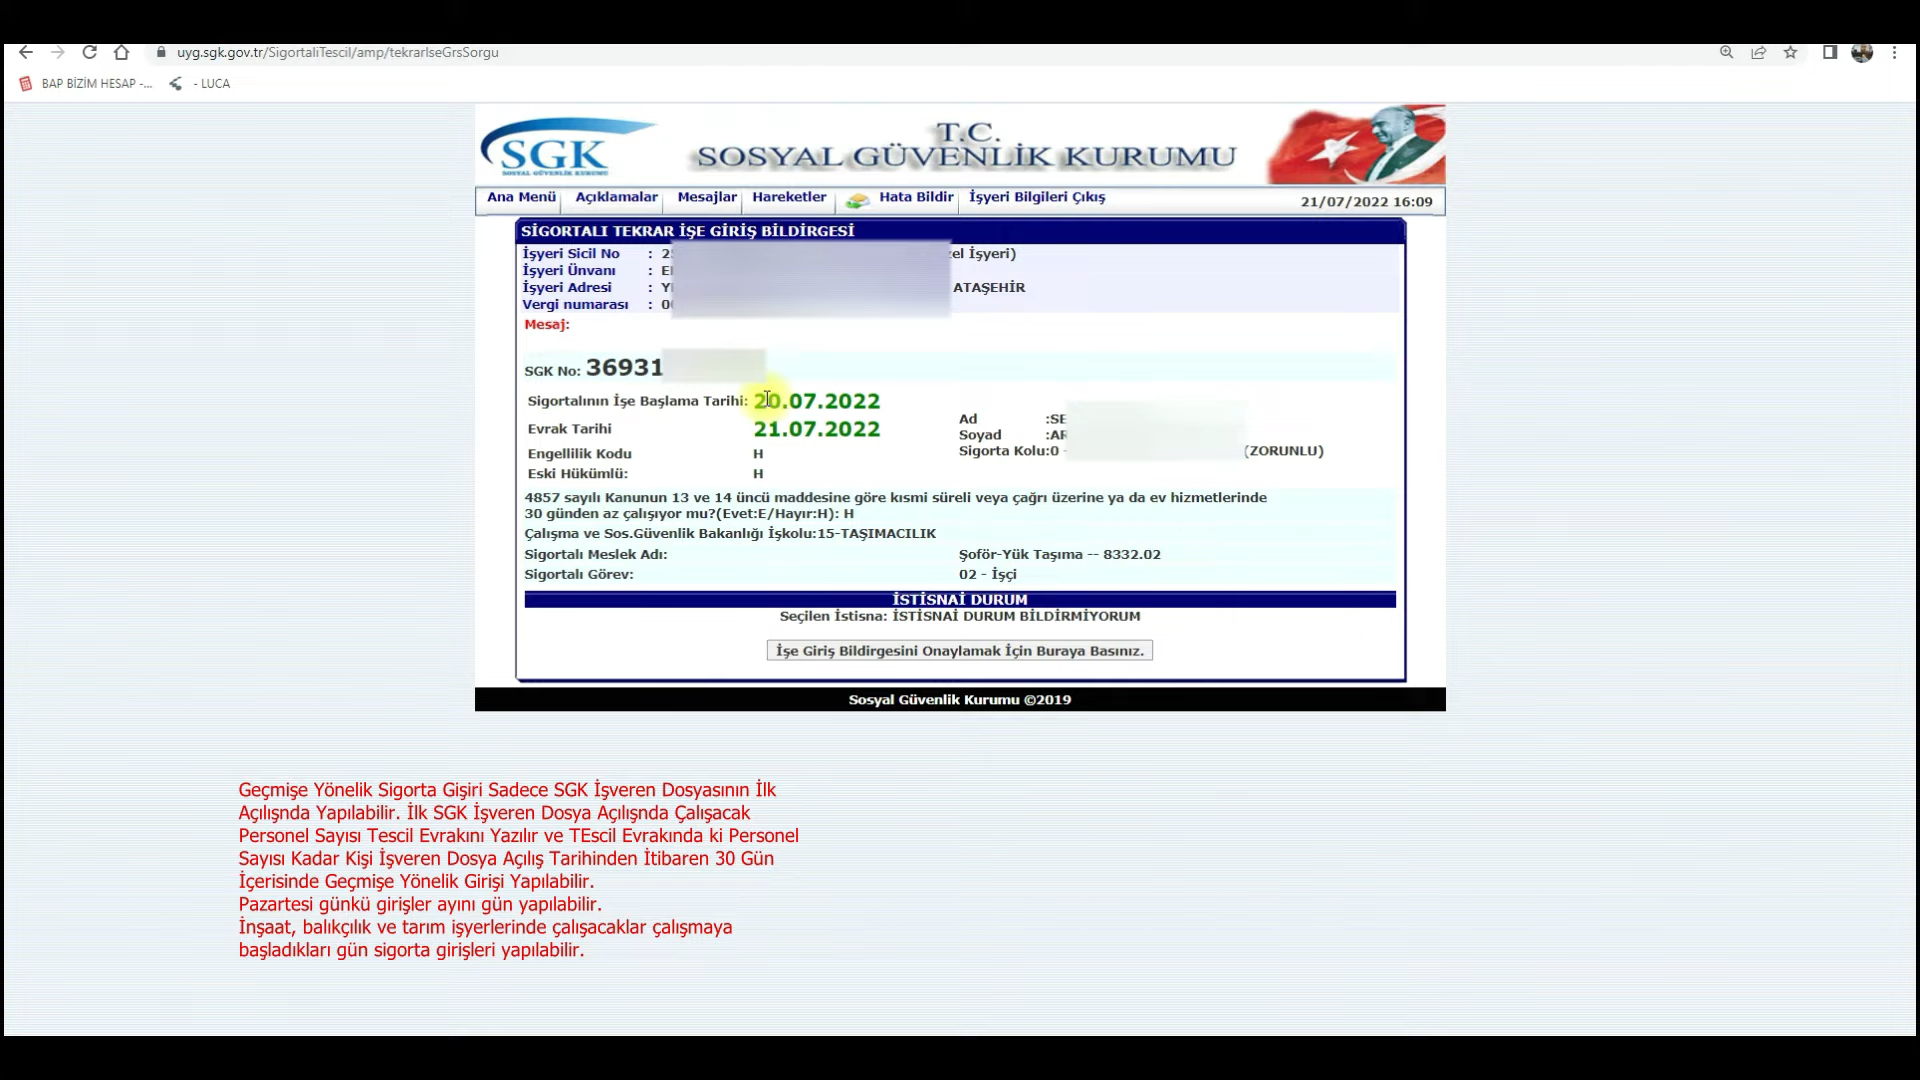 uyg.sgk.gov.tr/SigortaliTescil/amp/tekrarIseGrsSorgu
BAP BİZİM HESAP -...
- LUCA
SGK
SOSYAL GÜVENLİK KURUMU
T.C.
SOSYAL GÜVENLİK KURUMU
Ana Menü Açıklamalar Mesajlar Hareketler Hata Bildir İşyeri Bilgileri Çıkış
21/07/2022 16:09
SİGORTALI TEKRAR İŞE GİRİŞ BİLDİRGESİ
İşyeri Sicil No : İşyeri)
İşyeri Ünvanı :
İşyeri Adresi : ATAŞEHİR
Vergi numarası :
Mesaj:
SGK No: 36931
Sigortalının İşe Başlama Tarihi: 20.07.2022
Evrak Tarihi 21.07.2022
Ad :SE
Soyad :AR
Engellilik Kodu H
Sigorta Kolu:0 - (ZORUNLU)
Eski Hükümlü: H
4857 sayılı Kanunun 13 ve 14 üncü maddesine göre kısmi süreli veya çağrı üzerine ya da ev hizmetlerinde
30 günden az çalışıyor mu?(Evet:E/Hayır:H): H
Çalışma ve Sos.Güvenlik Bakanlığı İşkolu:15-TAŞIMACILIK
Sigortalı Meslek Adı: Şoför-Yük Taşıma -- 8332.02
Sigortalı Görev: 02 - İşçi
İSTİSNAİ DURUM
Seçilen İstisna: İSTİSNAİ DURUM BİLDİRMİYORUM
İşe Giriş Bildirgesini Onaylamak İçin Buraya Basınız.
Sosyal Güvenlik Kurumu ©2019
Geçmişe Yönelik Sigorta Gişiri Sadece SGK İşveren Dosyasının İlk
Açılışnda Yapılabilir. İlk SGK İşveren Dosya Açılışnda Çalışacak
Personel Sayısı Tescil Evrakını Yazılır ve TEscil Evrakında ki Personel
Sayısı Kadar Kişi İşveren Dosya Açılış Tarihinden İtibaren 30 Gün
İçerisinde Geçmişe Yönelik Girişi Yapılabilir.
Pazartesi günkü girişler ayını gün yapılabilir.
İnşaat, balıkçılık ve tarım işyerlerinde çalışacaklar çalışmaya
başladıkları gün sigorta girişleri yapılabilir.